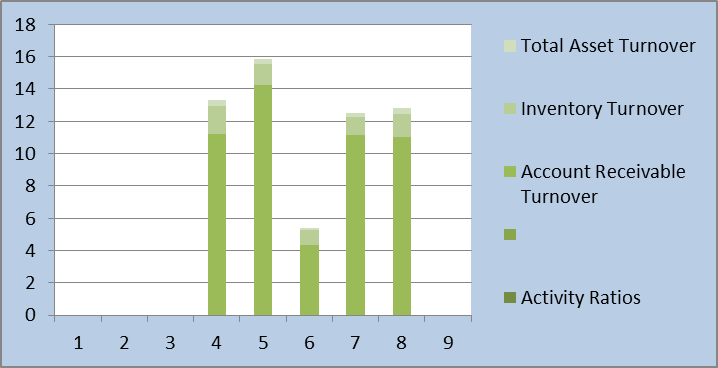 18
16
14
12
10
8
6
4
2
0
1 2 3 4 5 6 7 8 9
Total Asset Turnover
Inventory Turnover
Account Receivable
Turnover
Activity Ratios